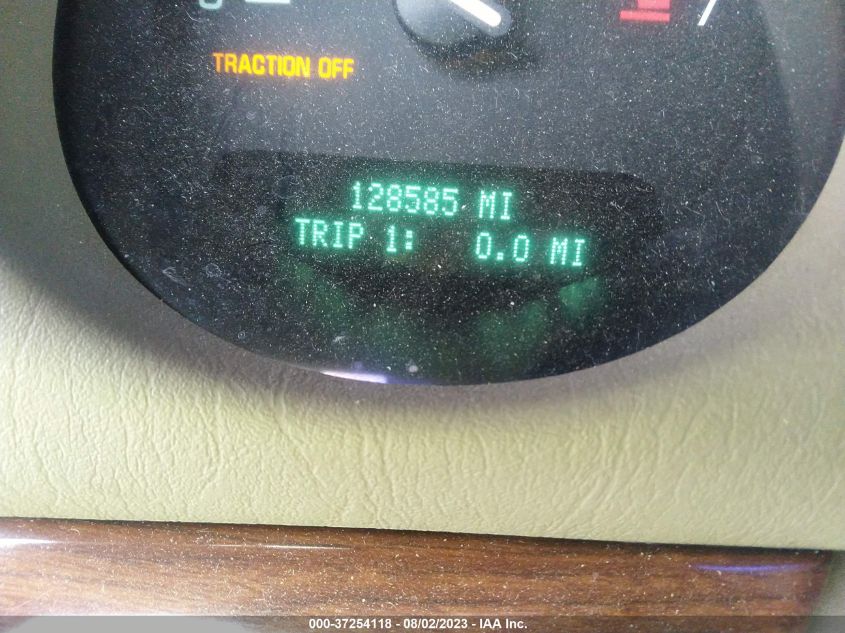 TRACTION OFF
128585 MI
TRIP 1: 0.0 MI
000-37254118 - 08/02/2023 - IAA Inc.